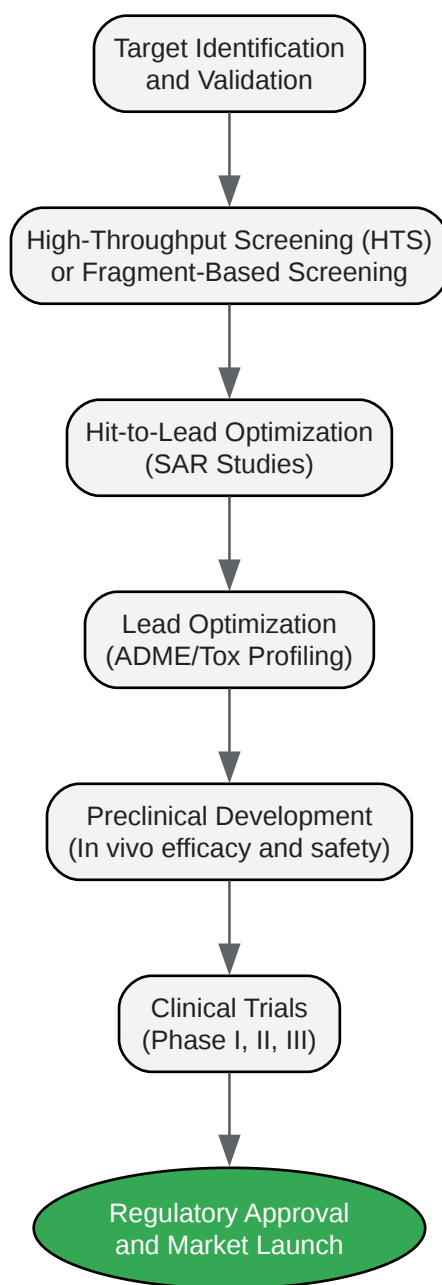 Target Identification
and Validation
High-Throughput Screening (HTS)
or Fragment-Based Screening
Hit-to-Lead Optimization
(SAR Studies)
Lead Optimization
(ADME/Tox Profiling)
Preclinical Development
(In vivo efficacy and safety)
Clinical Trials
(Phase I, II, III)
Regulatory Approval
and Market Launch